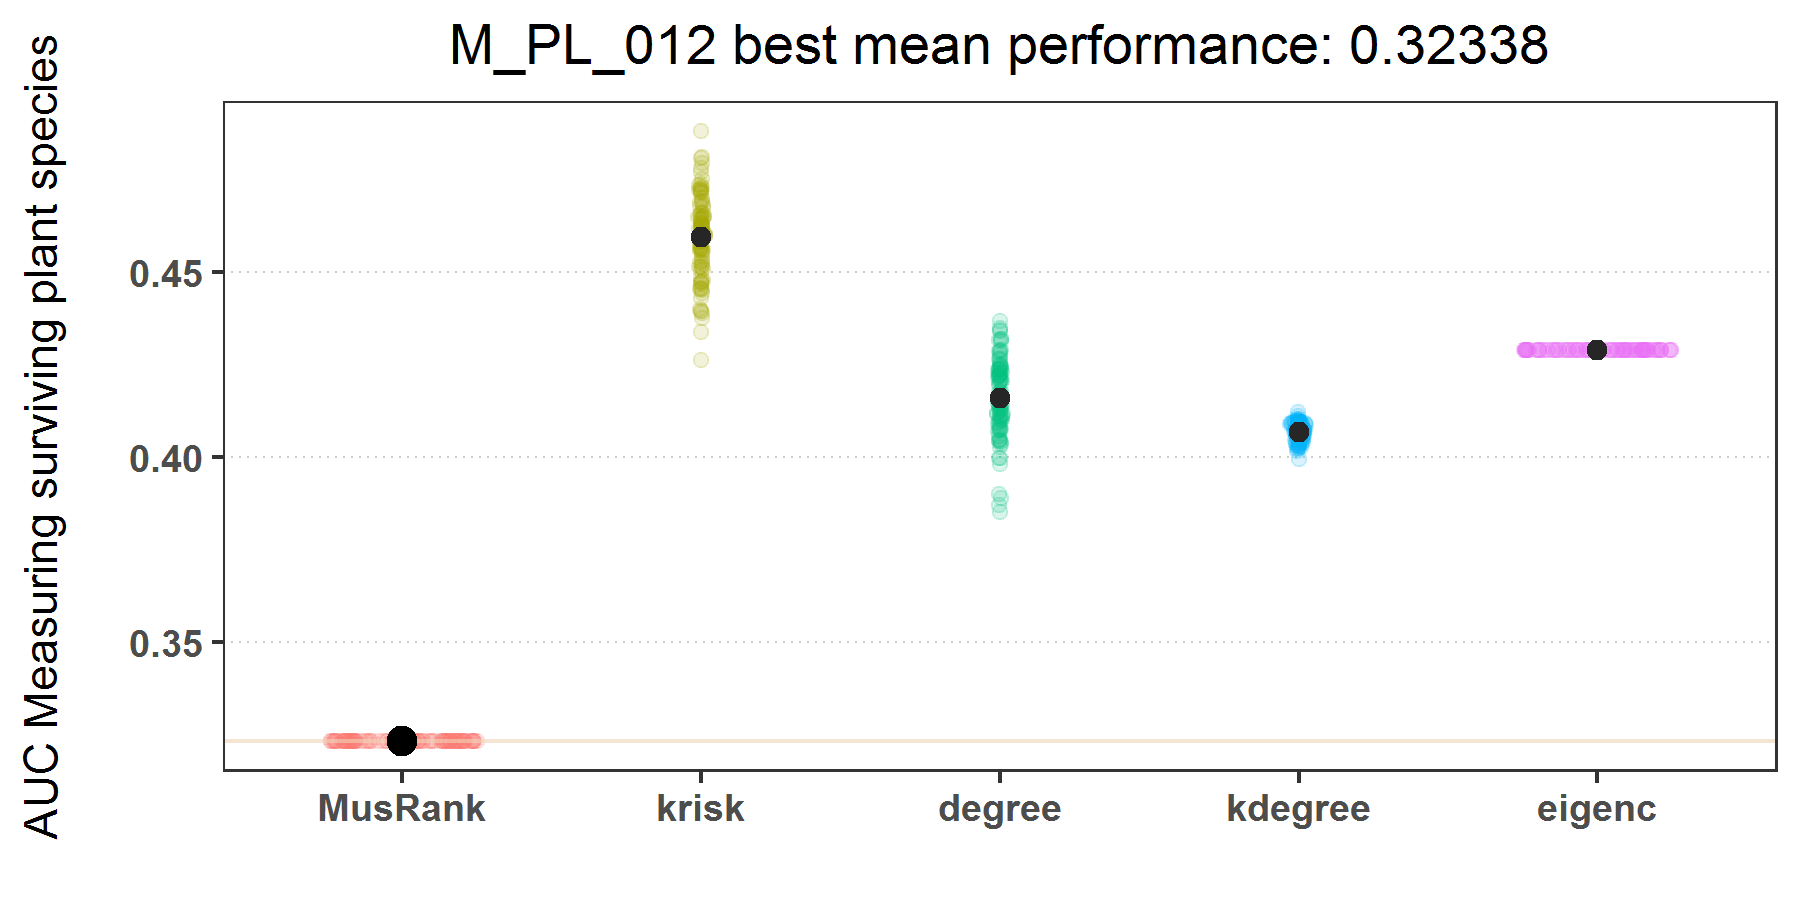 M_PL_012 best mean performance: 0.32338
AUC Measuring surviving plant species
0.45
0.40
0.35
MusRank
krisk
degree
kdegree
eigenc